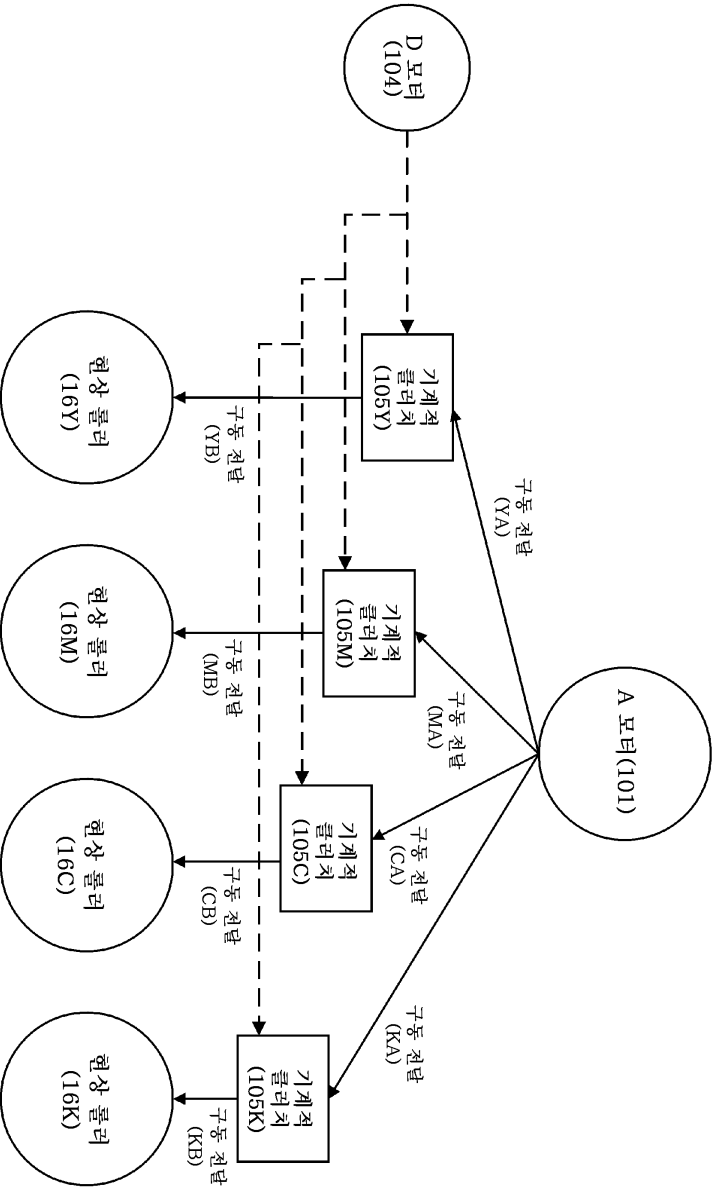 A 모터(101)
D 모터
(104)
구동 전달
(YA)
구동 전달
(MA)
구동 전달
(CA)
구동 전달
(KA)
기계적
클러치
(105Y)
기계적
클러치
(105M)
기계적
클러치
(105C)
기계적
클러치
(105K)
구동 전달
(YB)
구동 전달
(MB)
구동 전달
(CB)
구동 전달
(KB)
현상 롤러
(16Y)
현상 롤러
(16M)
현상 롤러
(16C)
현상 롤러
(16K)